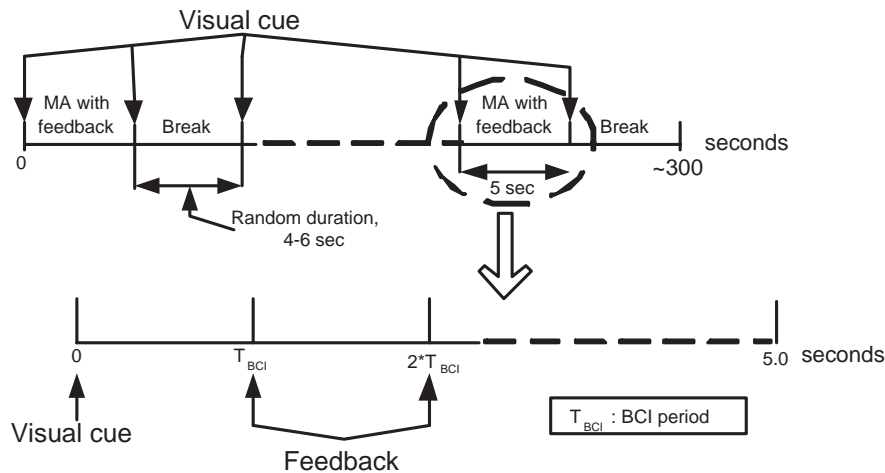 Visual cue
MA with
feedback
Break
MA with
feedback
Break
seconds
0
~300
5 sec
Random duration,
4-6 sec
0
T BCI
2*T BCI
5.0
seconds
Visual cue
Feedback
T BCI : BCI period